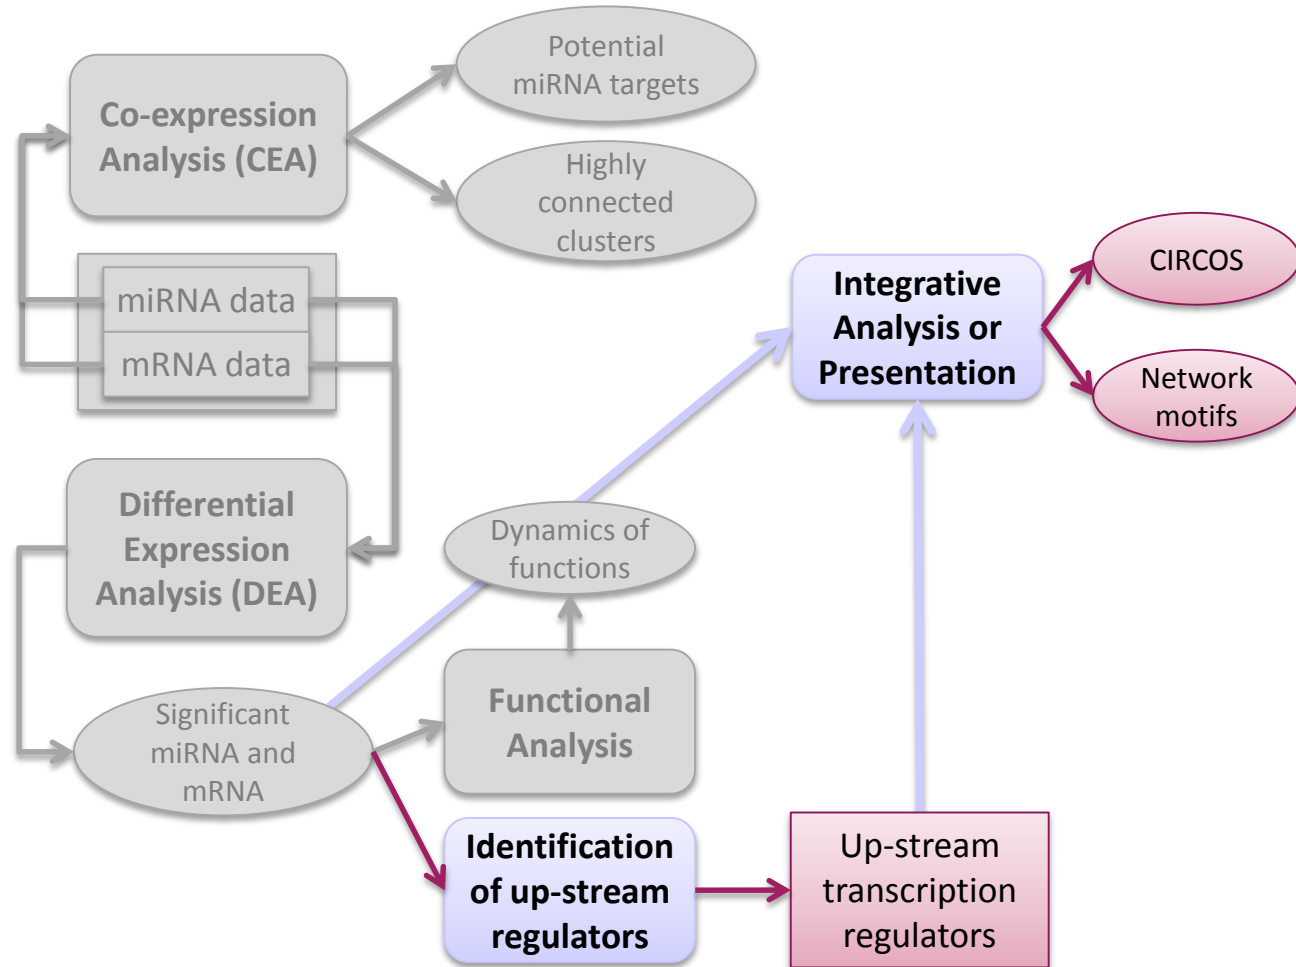 Potential
miRNA targets
Co-expression
Analysis (CEA)
Highly
connected
clusters
miRNA data
mRNA data
Integrative
Analysis or
Presentation
CIRCOS
Network
motifs
Differential
Expression
Analysis (DEA)
Dynamics of
functions
Significant
miRNA and
mRNA
Functional
Analysis
Identification
of up-stream
regulators
Up-stream
transcription
regulators